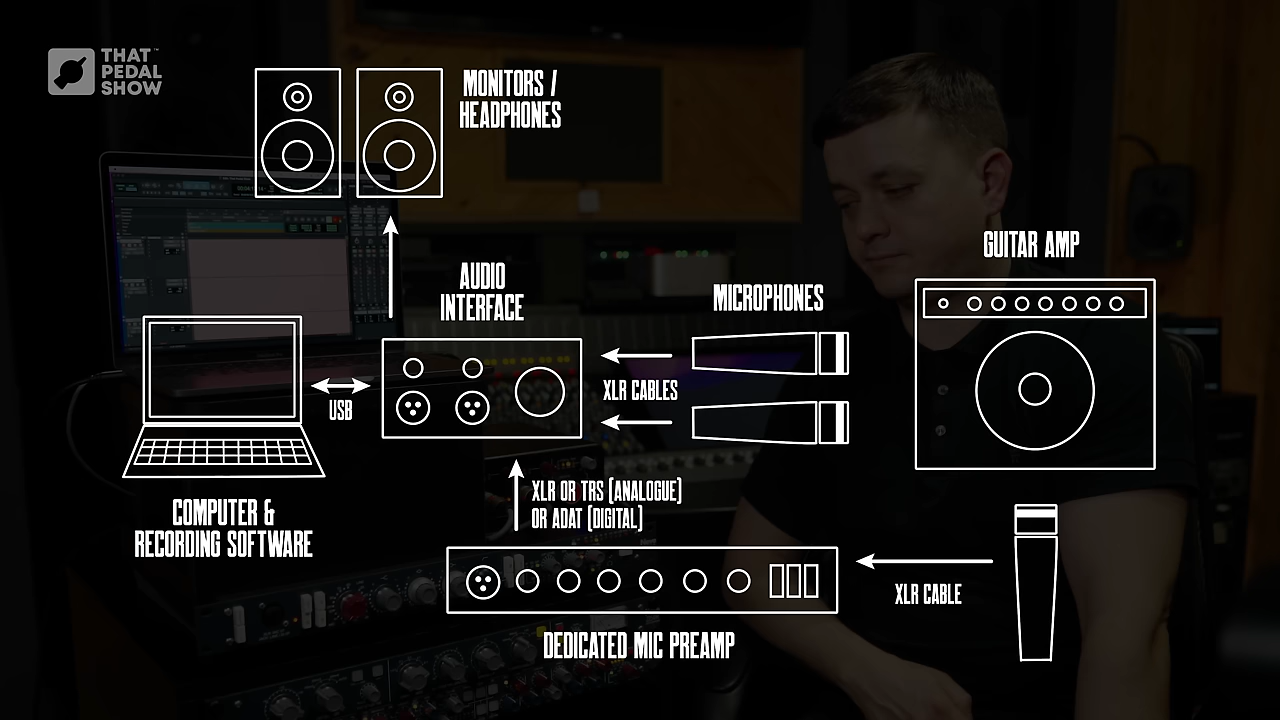 THAT™
PEDAL
SHOW
MONITORS /
HEADPHONES
GUITAR AMP
AUDIO
INTERFACE
MICROPHONES
XLR CABLES
USB
XLR OR TRS (ANALOGUE)
OR ADAT (DIGITAL)
COMPUTER &
RECORDING SOFTWARE
XLR CABLE
DEDICATED MIC PREAMP